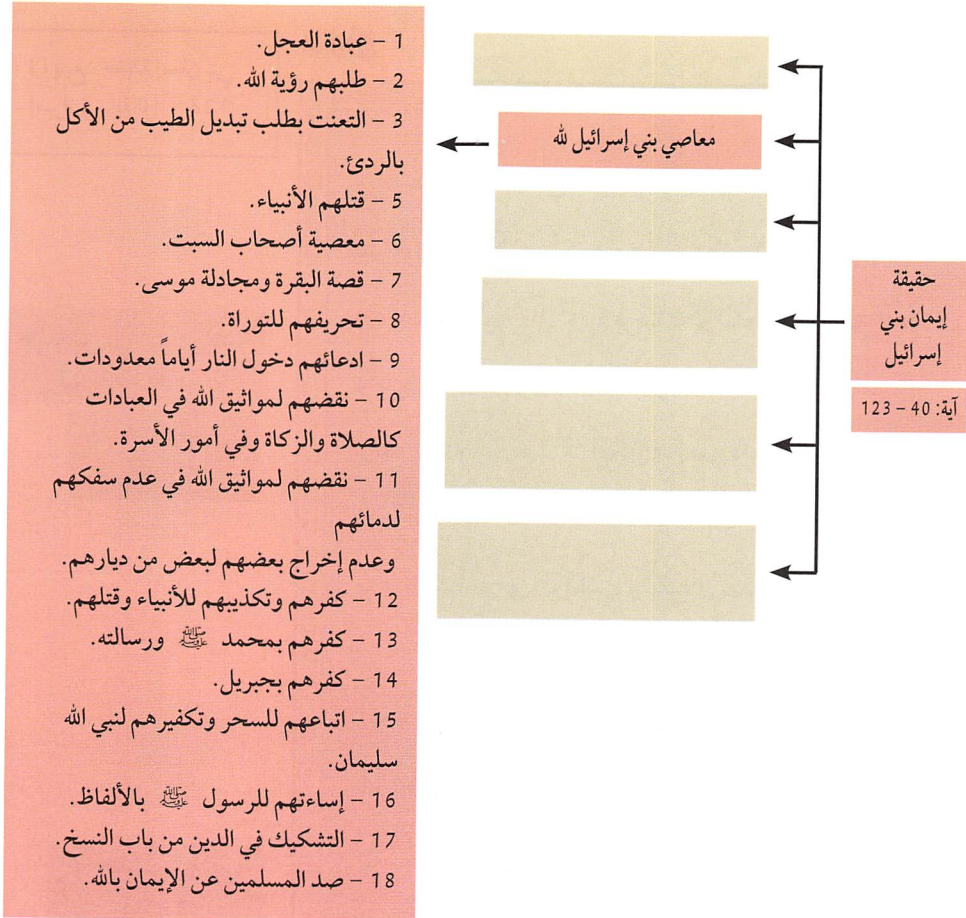 حقيقة
إيمان بني
إسرائيل
آية: 40 – 123
معاصي بني إسرائيل لله
1 – عبادة العجل.
2 – طلبهم رؤية الله.
3 – التعنت بطلب تبديل الطيب من الأكل
بالردئ.
5 – قتلهم الأنبياء.
6 – معصية أصحاب السبت.
7 – قصة البقرة ومجادلة موسى.
8 – تحريفهم للتوراة.
9 – ادعائهم دخول النار أياماً معدودات.
10 – نقضهم لمواثيق الله في العبادات
كالصلاة والزكاة وفي أمور الأسرة.
11 – نقضهم لمواثيق الله في عدم سفكهم
لدمائهم
وعدم إخراج بعضهم لبعض من ديارهم.
12 – كفرهم وتكذيبهم للأنبياء وقتلهم.
13 – كفرهم بمحمد ﷺ ورسالته.
14 – كفرهم بجبريل.
15 – اتباعهم للسحر وتكفيرهم لنبي الله
سليمان.
16 – إساءتهم للرسول ﷺ بالألفاظ.
17 – التشكيك في الدين من باب النسخ.
18 – صد المسلمين عن الإيمان بالله.